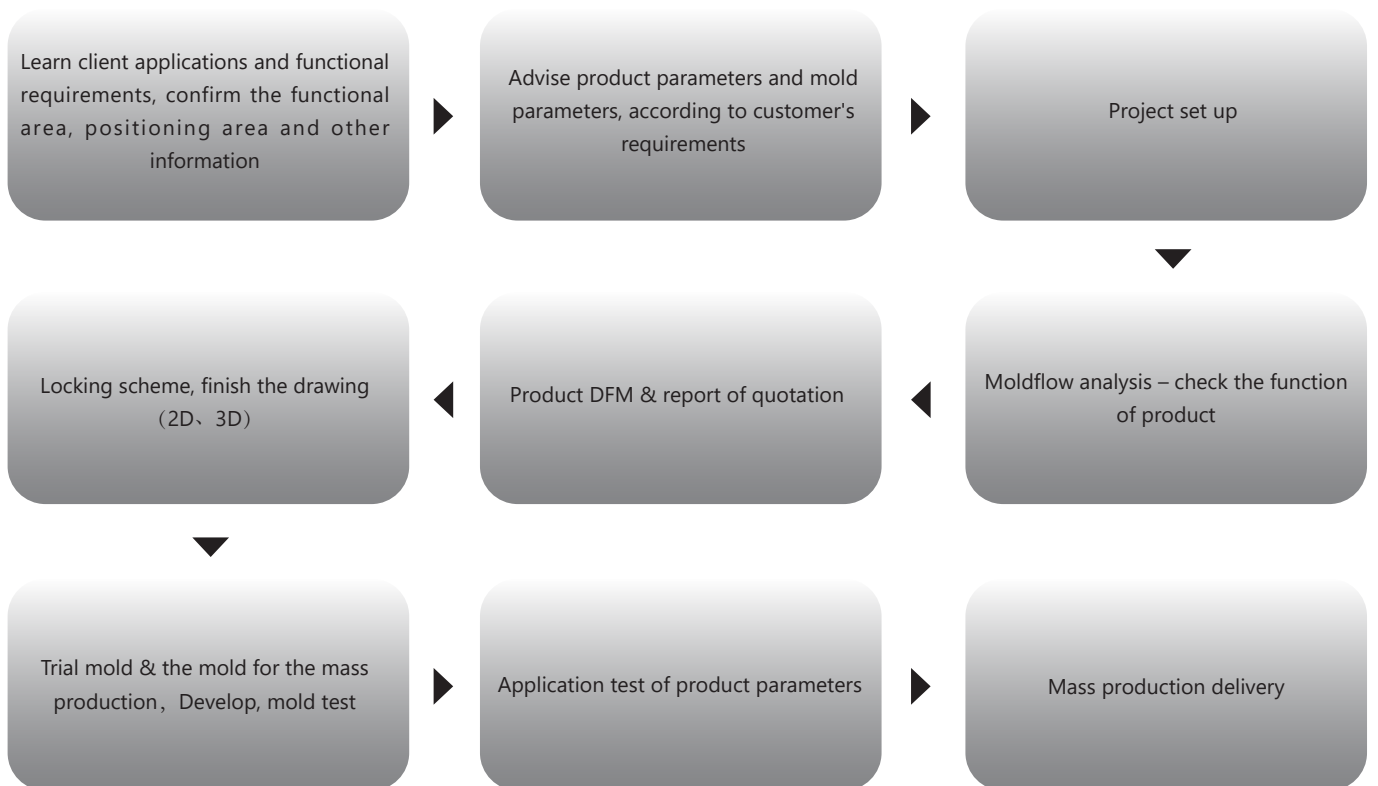 Learn client applications and functional
requirements, confirm the functional
area, positioning area and other
information
Advise product parameters and mold
parameters, according to customer's
requirements
Project set up
Moldflow analysis – check the function
of product
Product DFM & report of quotation
Locking scheme, finish the drawing
（2D、3D）
Trial mold & the mold for the mass
production，Develop, mold test
Application test of product parameters
Mass production delivery